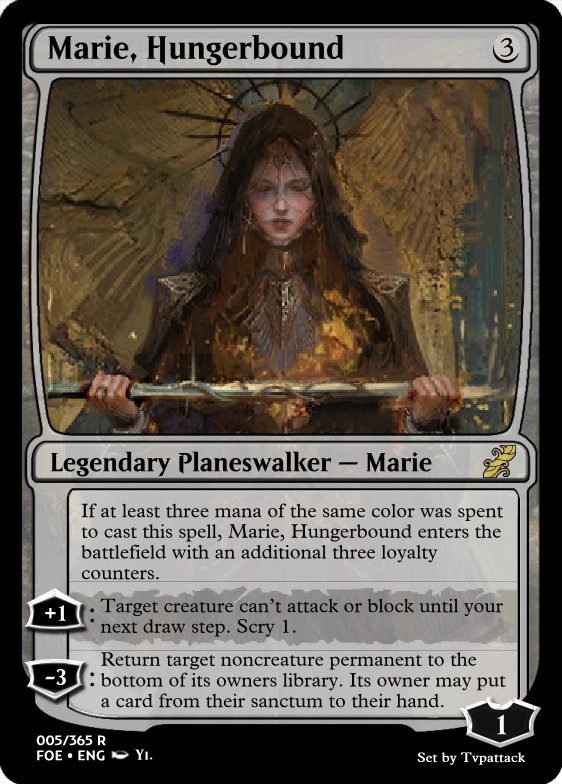 Marie, Hungerbound 3
Legendary Planeswalker — Marie
If at least three mana of the same color was spent
to cast this spell, Marie, Hungerbound enters the
battlefield with an additional three loyalty
counters.
+1 : Target creature can't attack or block until your
next draw step. Scry 1.
−3 : Return target noncreature permanent to the
bottom of its owners library. Its owner may put
a card from their sanctum to their hand.
1
005/365 R
FOE • ENG Yi.
Set by Tvpattack